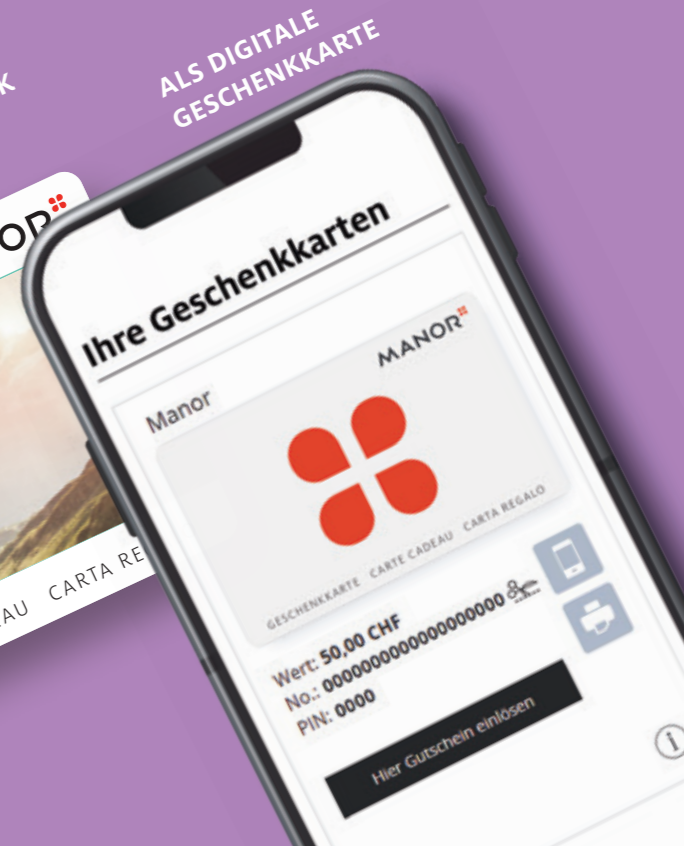 K
ALS DIGITALE
GESCHENKKARTE
OR
Ihre Geschenkkarten
Manor
MANOR
GESCHENKKARTE CARTE CADEAU CARTA REGALO
AU CARTA RE
Wert: 50,00 CHF
No.: 0000000000000000000
PIN: 0000
Hier Gutschein einlösen
i